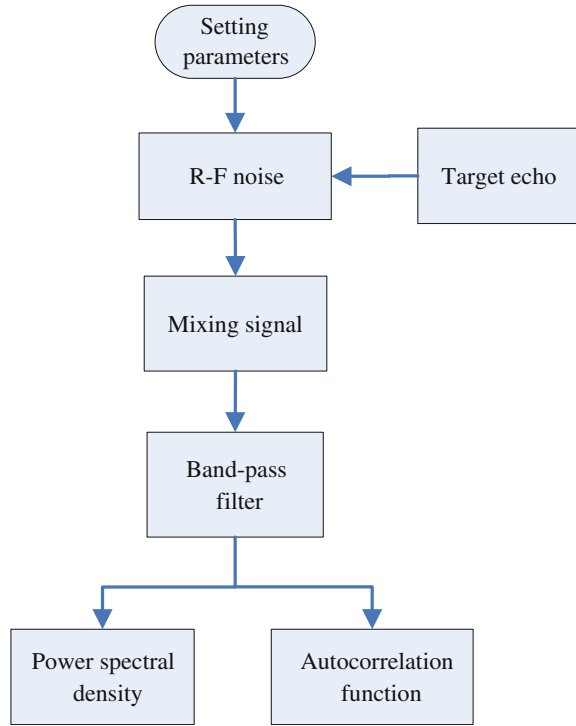 Setting
parameters
R-F noise
Target echo
Mixing signal
Band-pass
filter
Power spectral
density
Autocorrelation
function